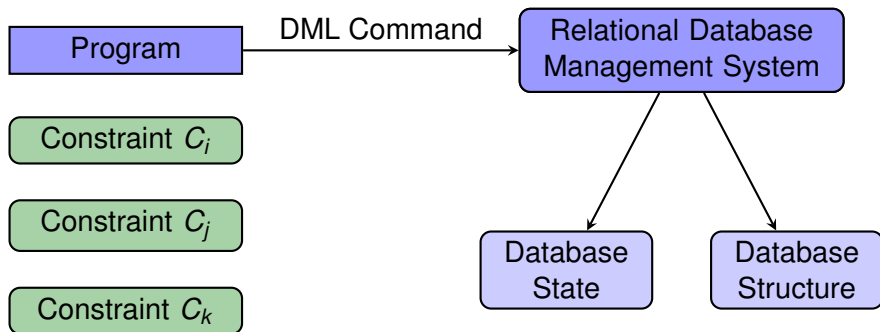 Program
DML Command
Relational Database
Management System
Constraint C_i
Constraint C_j
Constraint C_k
Database
State
Database
Structure